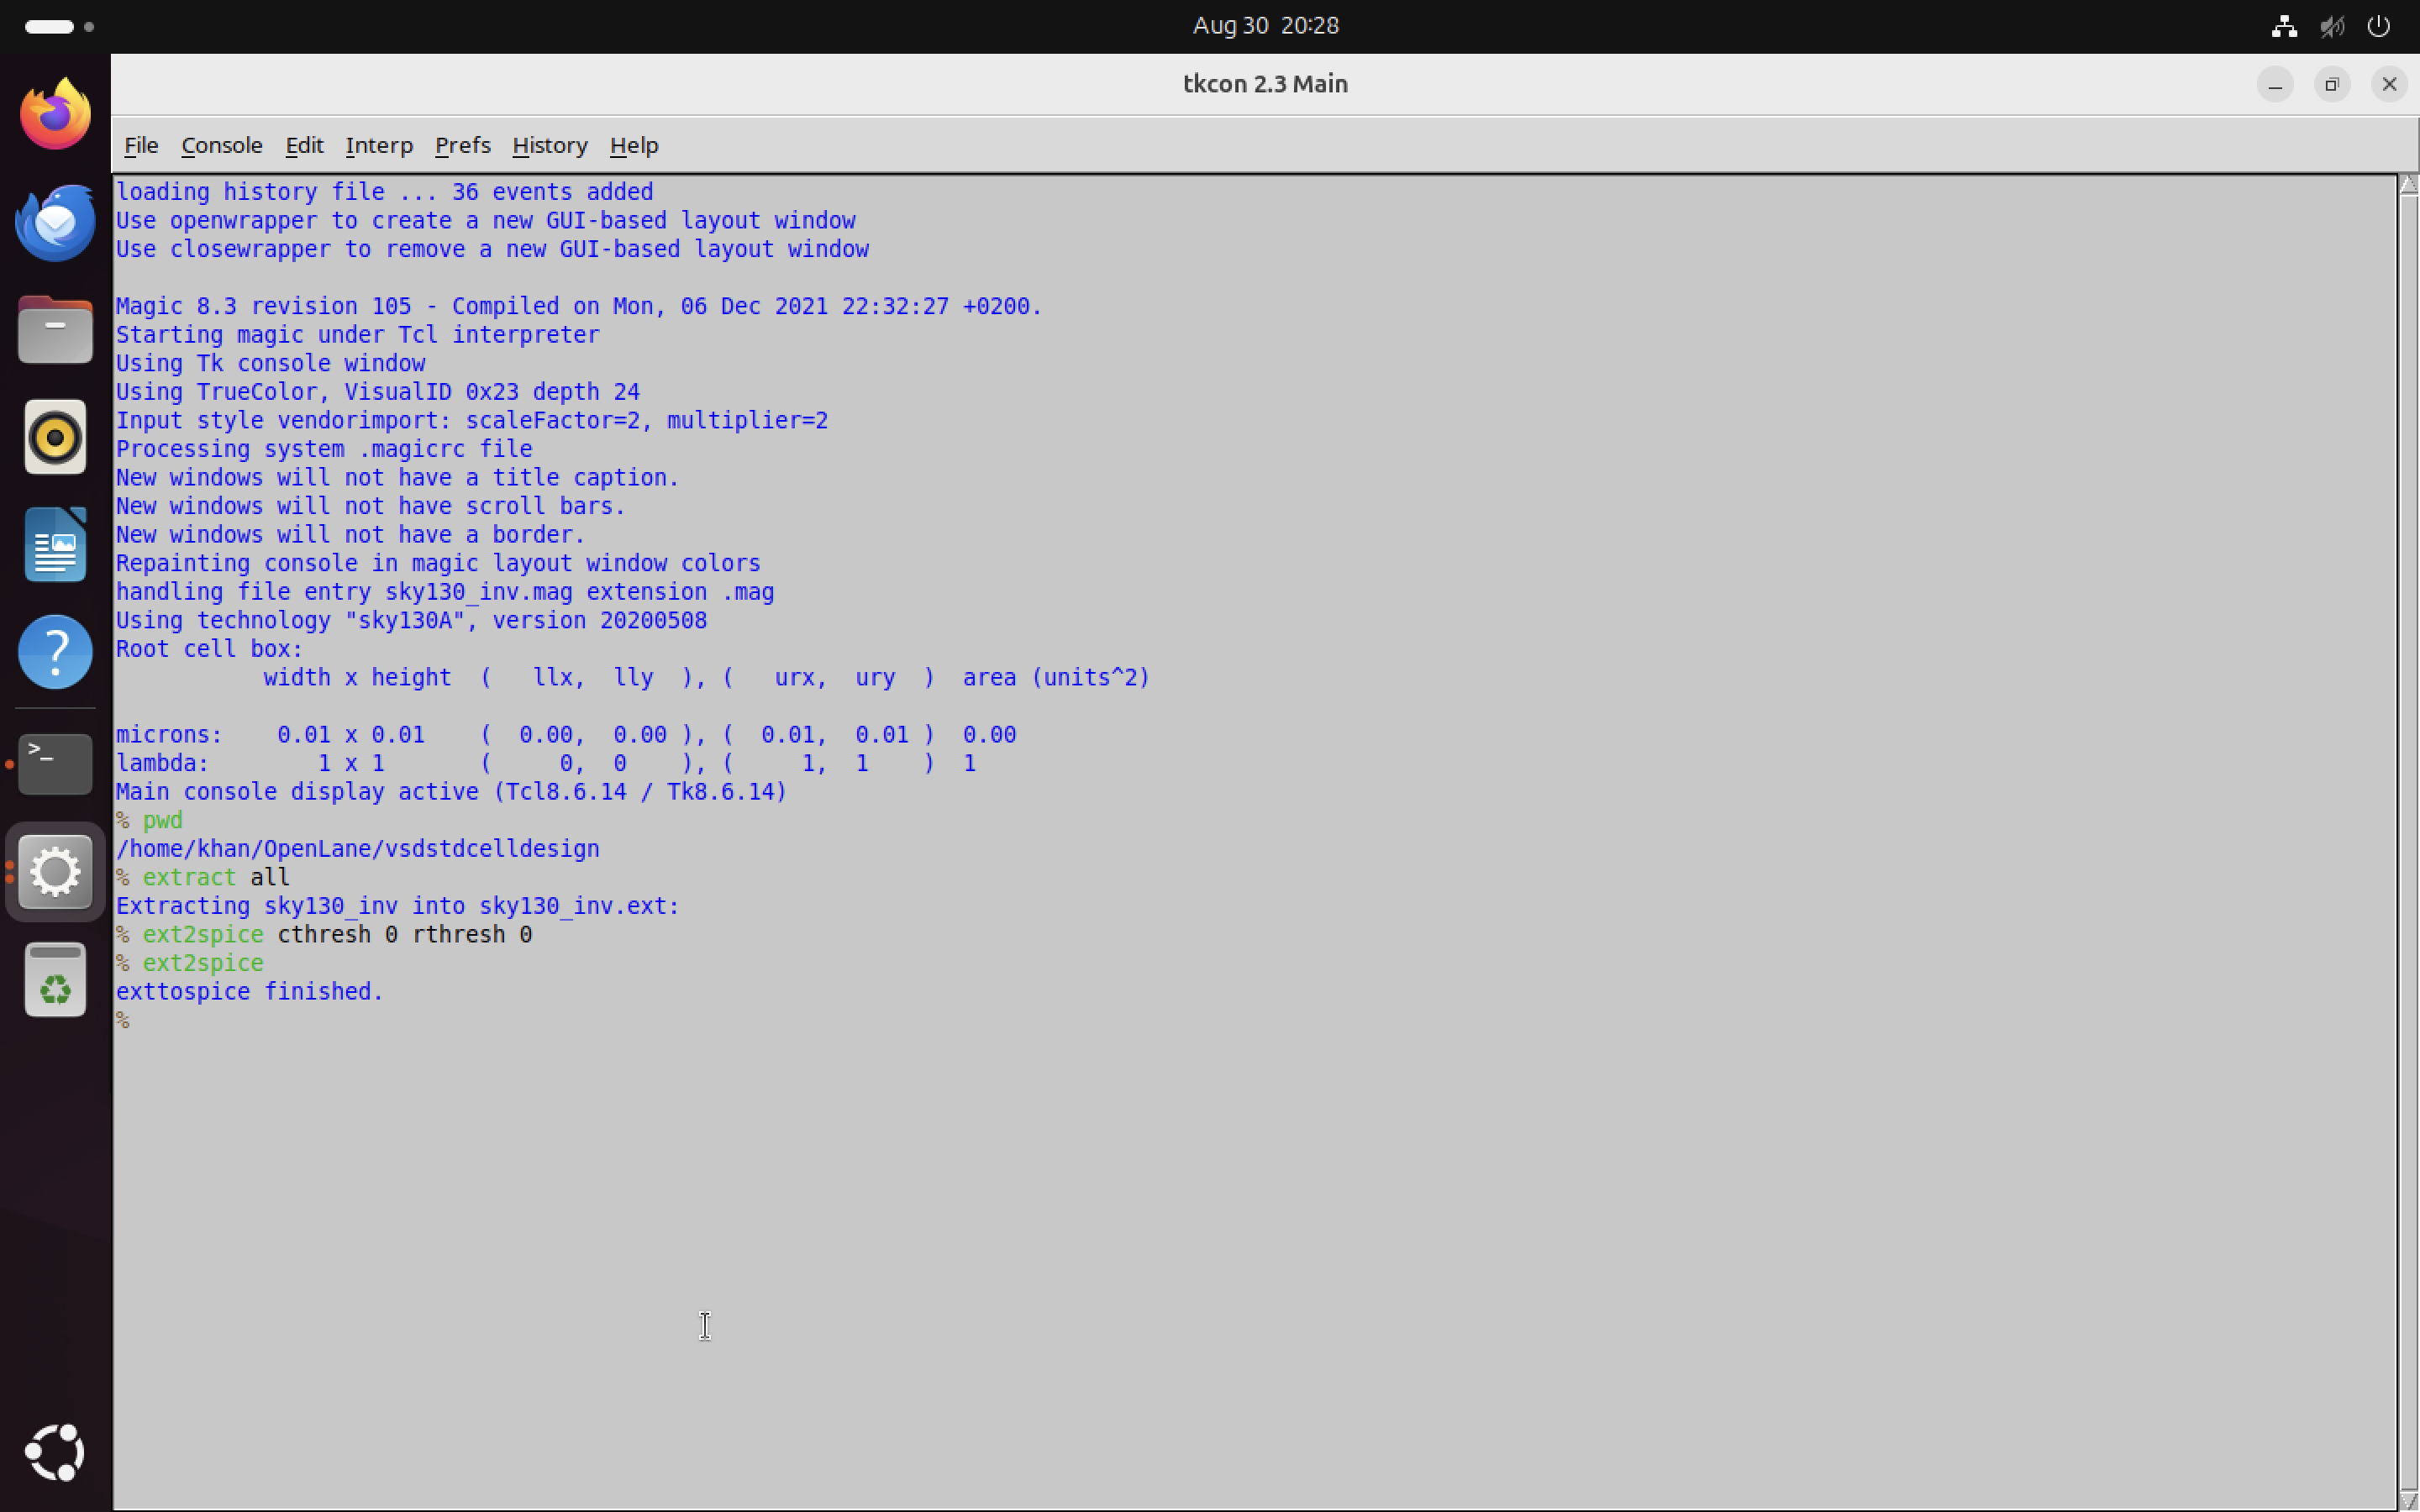 Aug 30 20:28
tkcon 2.3 Main
File Console Edit Interp Prefs History Help
loading history file ... 36 events added
Use openwrapper to create a new GUI-based layout window
Use closewrapper to remove a new GUI-based layout window
Magic 8.3 revision 105 - Compiled on Mon, 06 Dec 2021 22:32:27 +0200.
Starting magic under Tcl interpreter
Using Tk console window
Using TrueColor, VisualID 0x23 depth 24
Input style vendorimport: scaleFactor=2, multiplier=2
Processing system .magicrc file
New windows will not have a title caption.
New windows will not have scroll bars.
New windows will not have a border.
Repainting console in magic layout window colors
handling file entry sky130_inv.mag extension .mag
Using technology "sky130A", version 20200508
Root cell box:
width x height ( llx, lly ), ( urx, ury ) area (units^2)
microns: 0.01 x 0.01 ( 0.00, 0.00 ), ( 0.01, 0.01 ) 0.00
lambda: 1 x 1 ( 0, 0 ), ( 1, 1 ) 1
Main console display active (Tcl8.6.14 / Tk8.6.14)
% pwd
/home/khan/OpenLane/vsdstdcelldesign
% extract all
Extracting sky130_inv into sky130_inv.ext:
% ext2spice cthresh 0 rthresh 0
% ext2spice
exttospice finished.
%